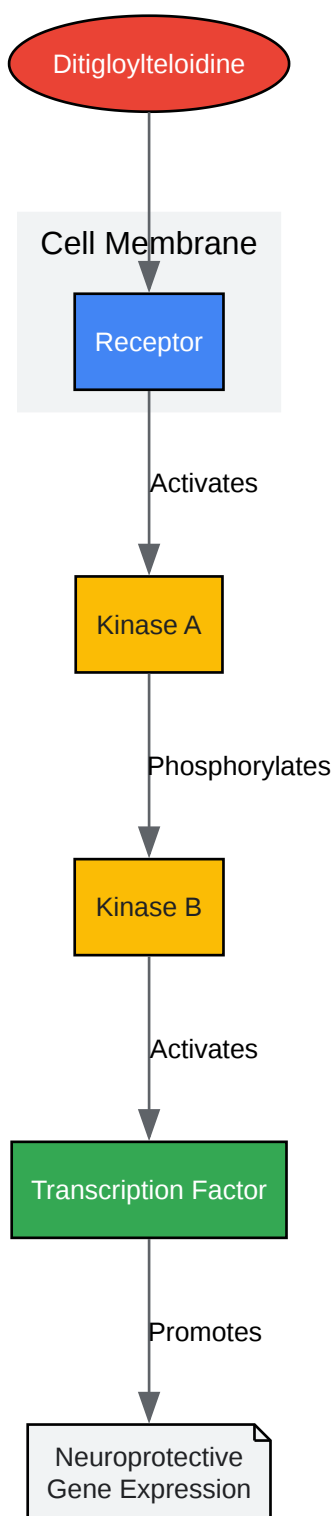 Ditigloylteloidine
Cell Membrane
Receptor
Activates
Kinase A
Phosphorylates
Kinase B
Activates
Transcription Factor
Promotes
Neuroprotective
Gene Expression